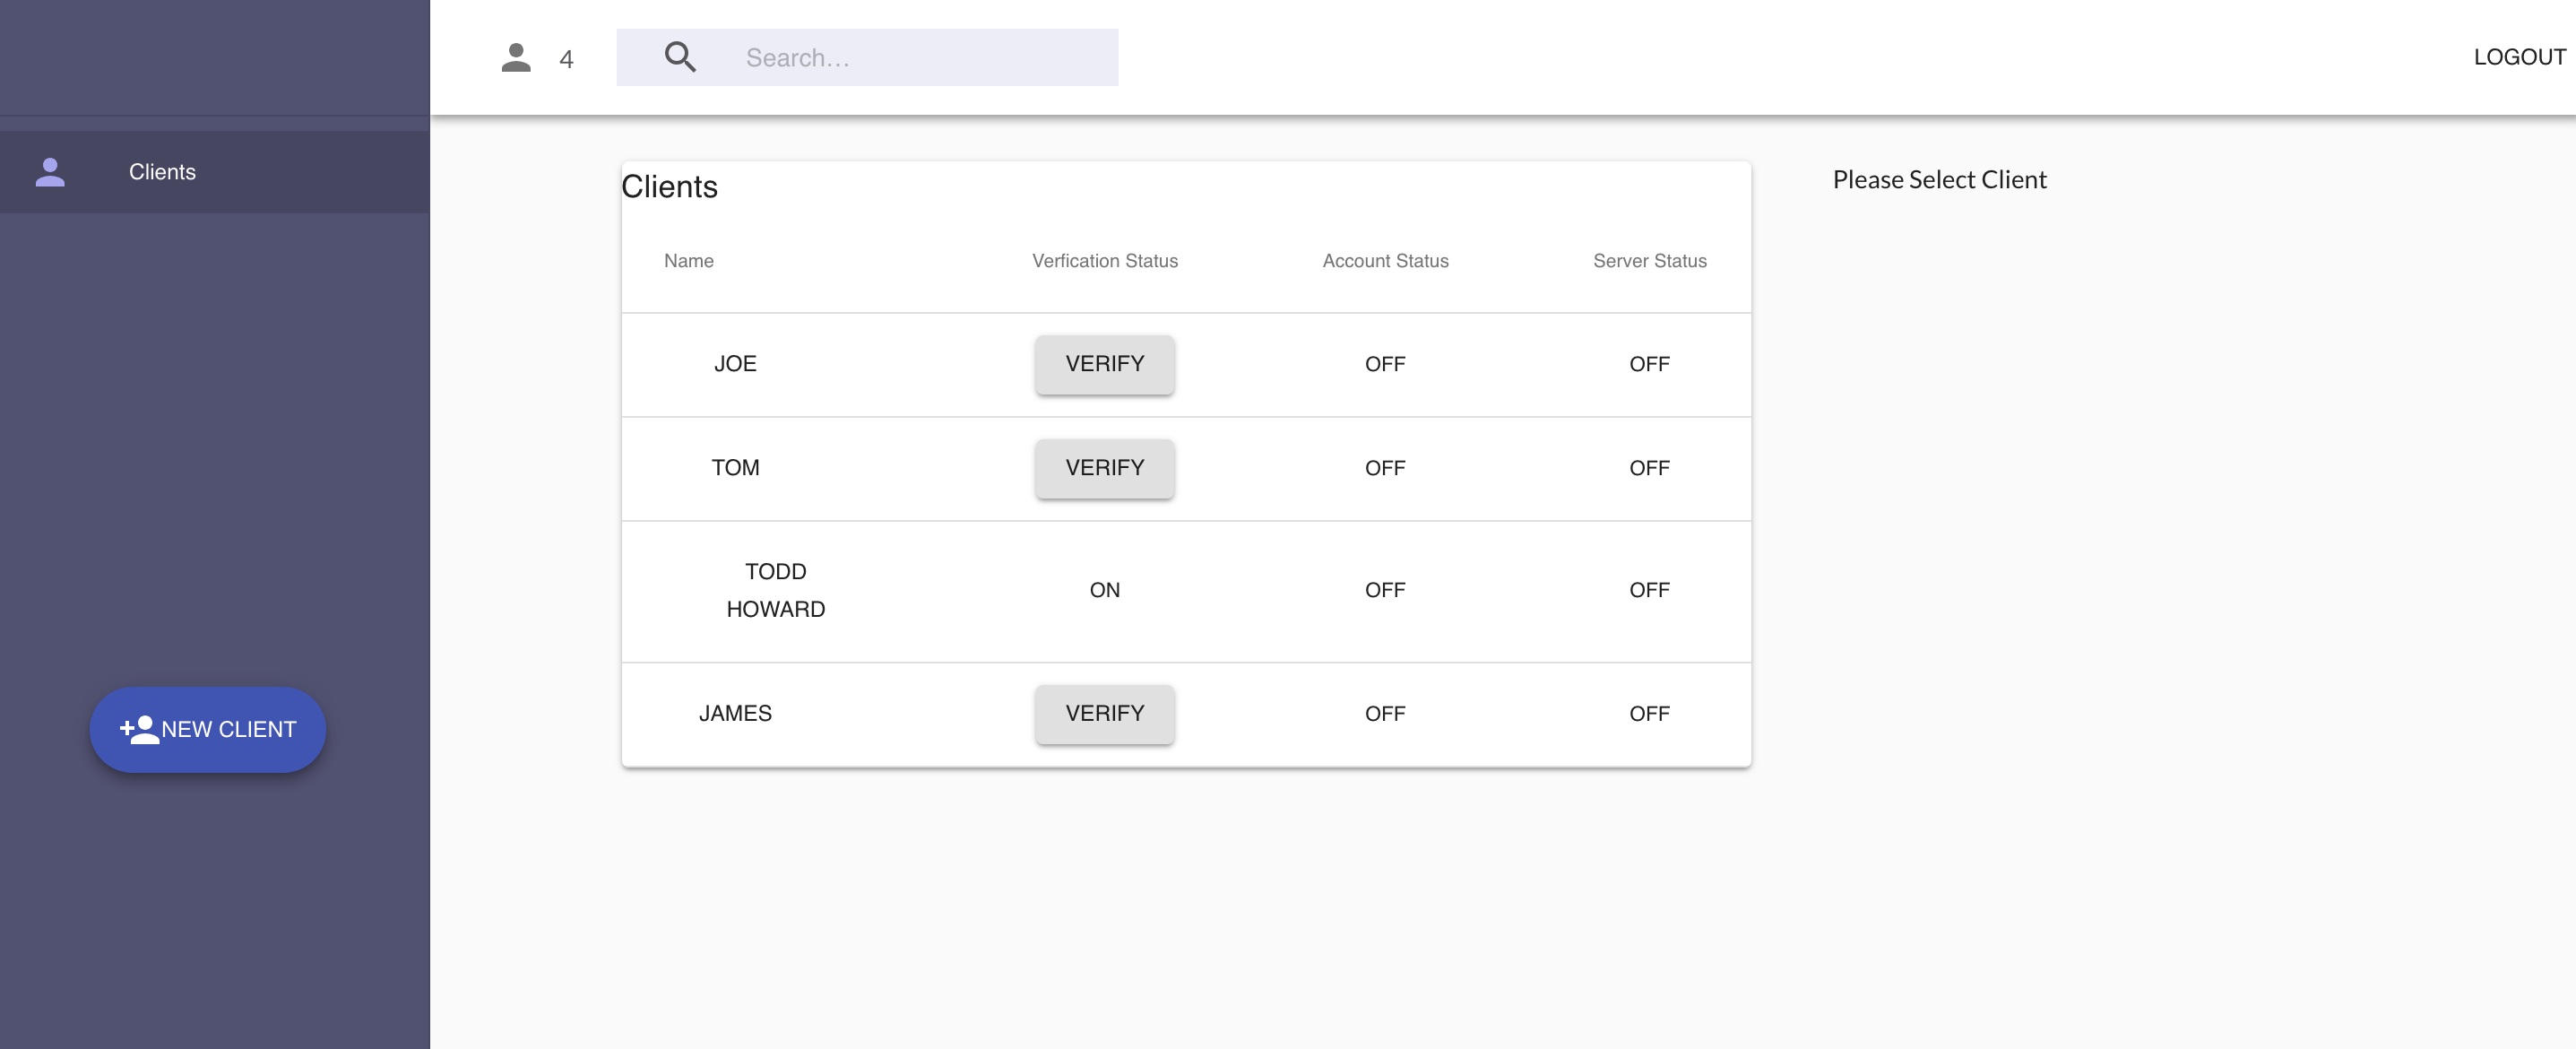 4
Search...
LOGOUT
Clients
Clients
Please Select Client
Name Verfication Status Account Status Server Status
JOE VERIFY OFF OFF
TOM VERIFY OFF OFF
TODD
HOWARD
ON OFF OFF
JAMES VERIFY OFF OFF
NEW CLIENT